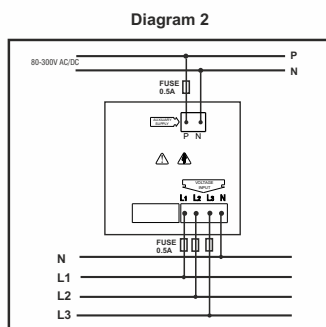 Diagram 2
80-300V AC/DC
P
N
FUSE
0.5A
AUXILIARY
SUPPLY
P N
VOLTAGE
INPUT
L1 L2 L3 N
FUSE
0.5A
N
L1
L2
L3